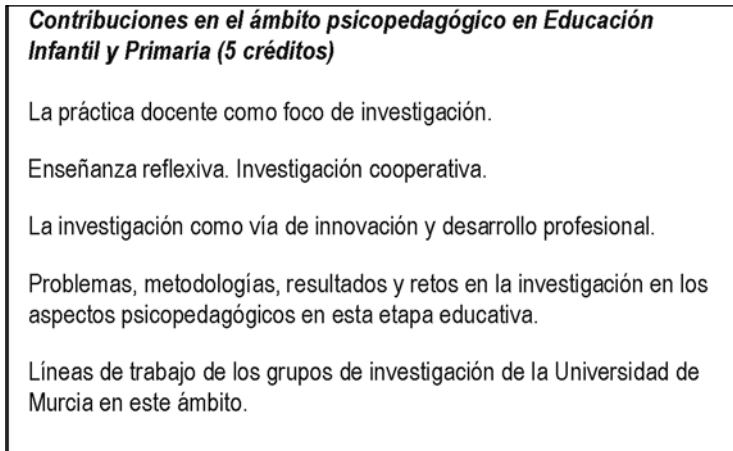 Contribuciones en el ámbito psicopedagógico en Educación
Infantil y Primaria (5 créditos)
La práctica docente como foco de investigación.
Enseñanza reflexiva. Investigación cooperativa.
La investigación como vía de innovación y desarrollo profesional.
Problemas, metodologías, resultados y retos en la investigación en los
aspectos psicopedagógicos en esta etapa educativa.
Líneas de trabajo de los grupos de investigación de la Universidad de
Murcia en este ámbito.